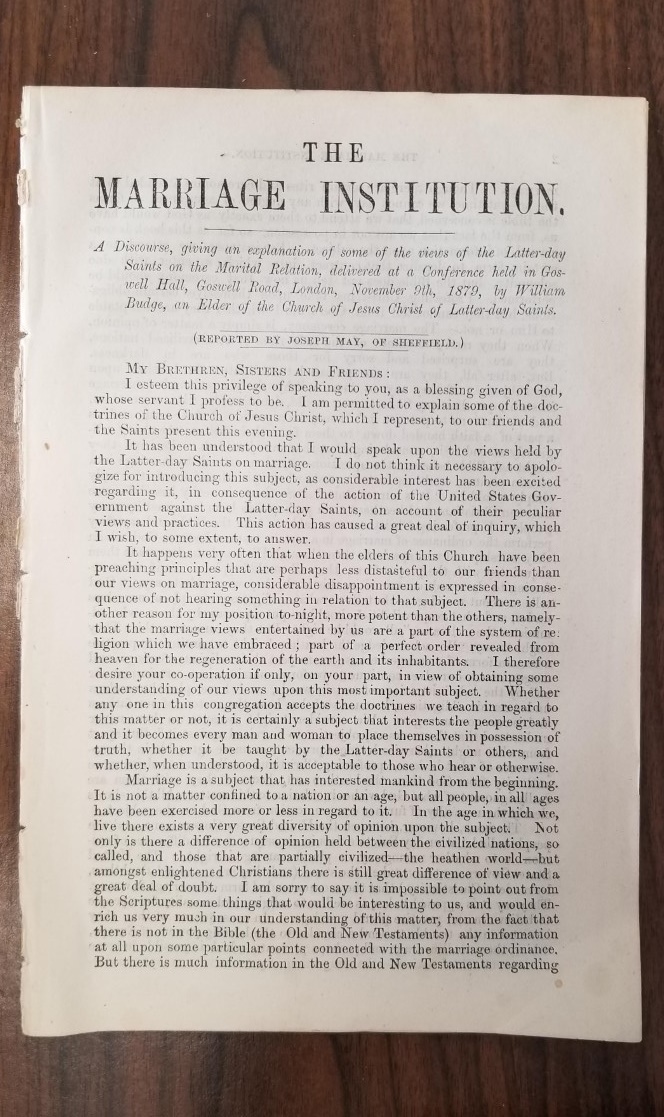 THE
MARRIAGE INSTITUTION.
A Discourse, giving an explanation of some of the views of the Latter-day
Saints on the Marital Relation, delivered at a Conference held in Gos-
well Hall, Goswell Road, London, November 9th, 1879, by William
Budge, an Elder of the Church of Jesus Christ of Latter-day Saints.
(REPORTED BY JOSEPH MAY, OF SHEFFIELD.)
MY BRETHREN, SISTERS AND FRIENDS:
I esteem this privilege of speaking to you, as a blessing given of God,
whose servant I profess to be. I am permitted to explain some of the doc-
trines of the Church of Jesus Christ, which I represent, to our friends and
the Saints present this evening.
It has been understood that I would speak upon the views held by
the Latter-day Saints on marriage. I do not think it necessary to apolo-
gize for introducing this subject, as considerable interest has been excited
regarding it, in consequence of the action of the United States Gov-
ernment against the Latter-day Saints, on account of their peculiar
views and practices. This action has caused a great deal of inquiry, which
I wish, to some extent, to answer.
It happens very often that when the elders of this Church have been
preaching principles that are perhaps less distasteful to our friends than
our views on marriage, considerable disappointment is expressed in conse-
quence of not hearing something in relation to that subject. There is an-
other reason for my position to-night, more potent than the others, namely-
that the marriage views entertained by us are a part of the system of re:
ligion which we have embraced; part of a perfect order revealed from
heaven for the regeneration of the earth and its inhabitants. I therefore
desire your co-operation if only, on your part, in view of obtaining some
understanding of our views upon this most important subject. Whether
any one in this congregation accepts the doctrines we teach in regard to
this matter or not, it is certainly a subject that interests the people greatly
and it becomes every man and woman to place themselves in possession of
truth, whether it be taught by the Latter-day Saints or others, and
whether, when understood, it is acceptable to those who hear or otherwise.
Marriage is a subject that has interested mankind from the beginning.
It is not a matter confined to a nation or an age, but all people, in all ages
have been exercised more or less in regard to it. In the age in which we,
live there exists a very great diversity of opinion upon the subject. Not
only is there a difference of opinion held between the civilized nations, so
called, and those that are partially civilized—the heathen world—but
amongst enlightened Christians there is still great difference of view and a
great deal of doubt. I am sorry to say it is impossible to point out from
the Scriptures some things that would be interesting to us, and would en-
rich us very much in our understanding of this matter, from the fact that
there is not in the Bible (the Old and New Testaments) any information
at all upon some particular points connected with the marriage ordinance.
But there is much information in the Old and New Testaments regarding